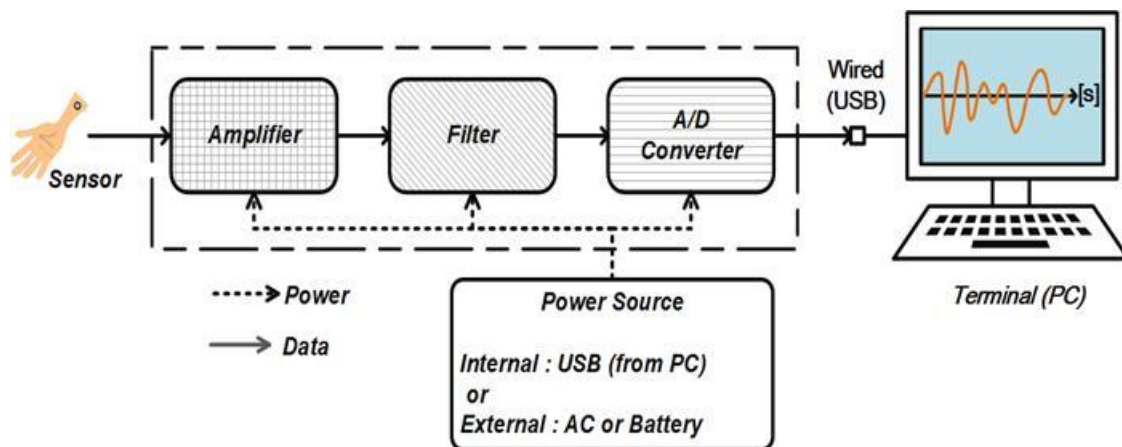 Sensor
Amplifier
Filter
A/D
Converter
Wired
(USB)
[s]
Terminal (PC)
Power
Data
Power Source
Internal : USB (from PC)
or
External : AC or Battery